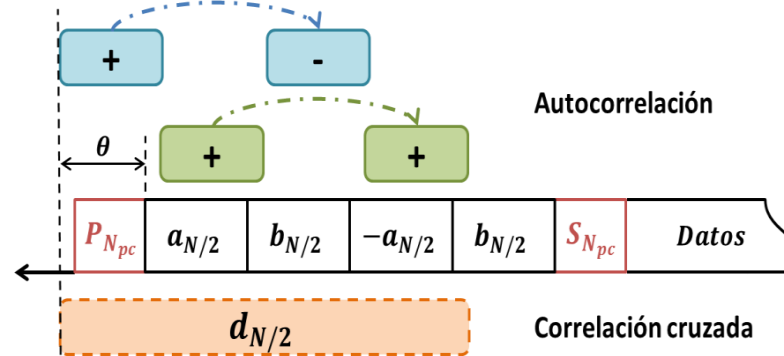 + -
Autocorrelación
+ +
θ
P_{N_{pc}} a_{N/2} b_{N/2} -a_{N/2} b_{N/2} S_{N_{pc}} Datos
d_{N/2} Correlación cruzada